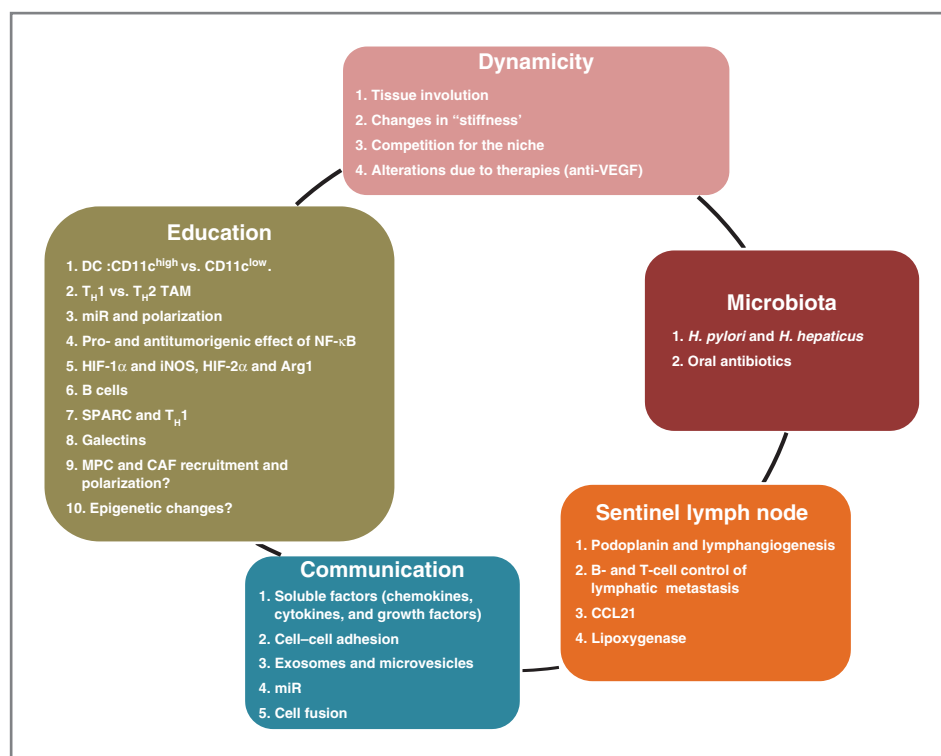 Dynamicity
1. Tissue involution
2. Changes in “stiffness’
3. Competition for the niche
4. Alterations due to therapies (anti-VEGF)
Education
1. DC :CD11c^high vs. CD11c^low.
2. T_H1 vs. T_H2 TAM
3. miR and polarization
4. Pro- and antitumorigenic effect of NF-κB
5. HIF-1α and iNOS, HIF-2α and Arg1
6. B cells
7. SPARC and T_H1
8. Galectins
9. MPC and CAF recruitment and
polarization?
10. Epigenetic changes?
Microbiota
1. H. pylori and H. hepaticus
2. Oral antibiotics
Sentinel lymph node
1. Podoplanin and lymphangiogenesis
2. B- and T-cell control of
lymphatic metastasis
3. CCL21
4. Lipoxygenase
Communication
1. Soluble factors (chemokines,
cytokines, and growth factors)
2. Cell–cell adhesion
3. Exosomes and microvesicles
4. miR
5. Cell fusion